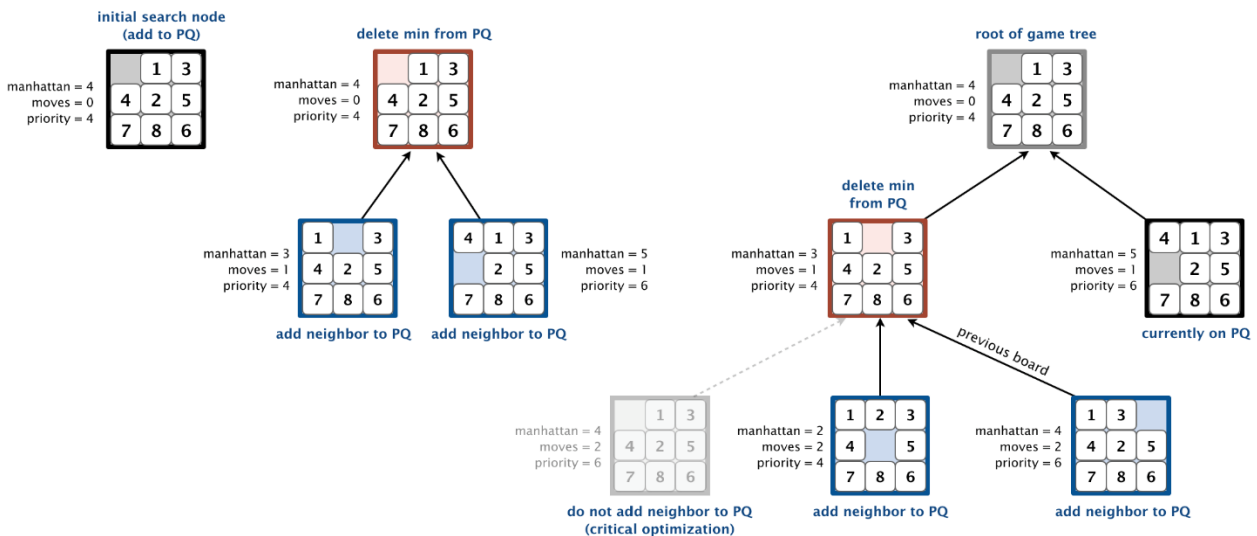 initial search node
(add to PQ)
manhattan = 4
moves = 0
priority = 4
1 3
4 2 5
7 8 6
delete min from PQ
manhattan = 4
moves = 0
priority = 4
1 3
4 2 5
7 8 6
manhattan = 3
moves = 1
priority = 4
1 3
4 2 5
7 8 6
add neighbor to PQ
4 1 3
2 5
7 8 6
manhattan = 5
moves = 1
priority = 6
add neighbor to PQ
root of game tree
manhattan = 4
moves = 0
priority = 4
1 3
4 2 5
7 8 6
delete min
from PQ
manhattan = 3
moves = 1
priority = 4
1 3
4 2 5
7 8 6
manhattan = 5
moves = 1
priority = 6
4 1 3
2 5
7 8 6
currently on PQ
previous board
manhattan = 4
moves = 2
priority = 6
1 3
4 2 5
7 8 6
do not add neighbor to PQ
(critical optimization)
manhattan = 2
moves = 2
priority = 4
1 2 3
4 5
7 8 6
add neighbor to PQ
manhattan = 4
moves = 2
priority = 6
1 3
4 2 5
7 8 6
add neighbor to PQ